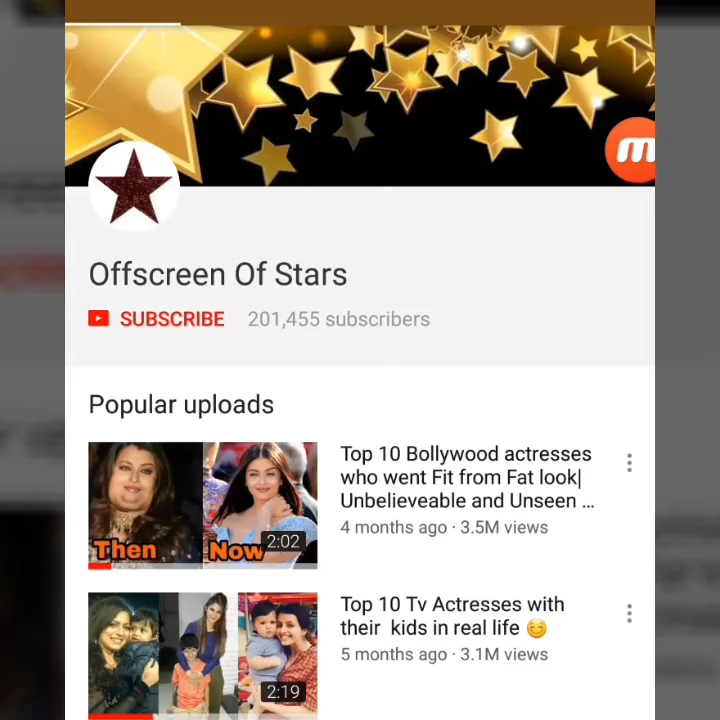 m
Offscreen Of Stars
SUBSCRIBE 201,455 subscribers
Popular uploads
Top 10 Bollywood actresses
who went Fit from Fat look|
Unbelieveable and Unseen ...
4 months ago · 3.5M views
Then Now 2:02
Top 10 Tv Actresses with
their kids in real life 😊
5 months ago · 3.1M views
2:19